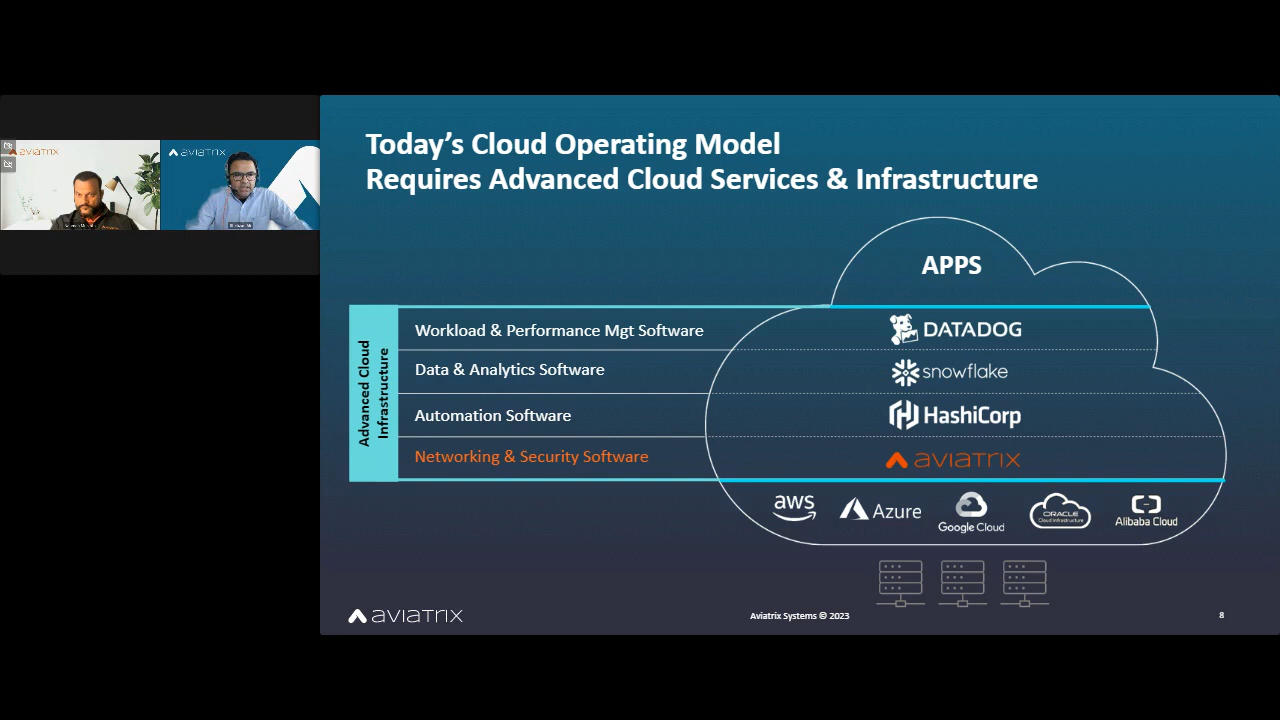 AVIATRIX
AVIATRIX
Today's Cloud Operating Model
Requires Advanced Cloud Services & Infrastructure
APPS
Advanced Cloud
Infrastructure
Workload & Performance Mgt Software
DATADOG
Data & Analytics Software
snowflake
Automation Software
HashiCorp
Networking & Security Software
AVIATRIX
aws
Azure
Google Cloud
ORACLE
Cloud Infrastructure
Alibaba Cloud
AVIATRIX
Aviatrix Systems © 2023
8